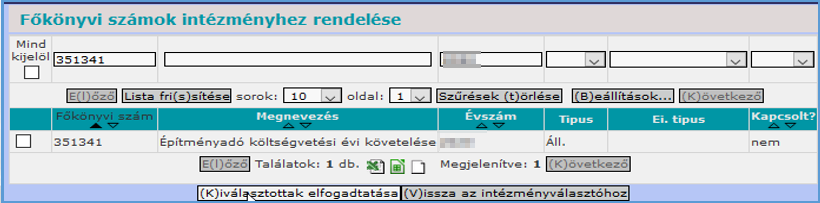 Főkönyvi számok intézményhez rendelése
Mind
kijelöl
351341
E(l)őző Lista fri(s)sítése sorok: 10 oldal: 1 Szűrések (t)örlése (B)eállítások... (K)övetkező
Főkönyvi szám Megnevezés Évszám Tipus Ei. tipus Kapcsolt?
351341 Építményadó költségvetési évi követelése Áll. nem
E(l)őző Találatok: 1 db. Megjelenítve: 1 (K)övetkező
(K)iválasztottak elfogadtatása (V)issza az intézményválasztóhoz